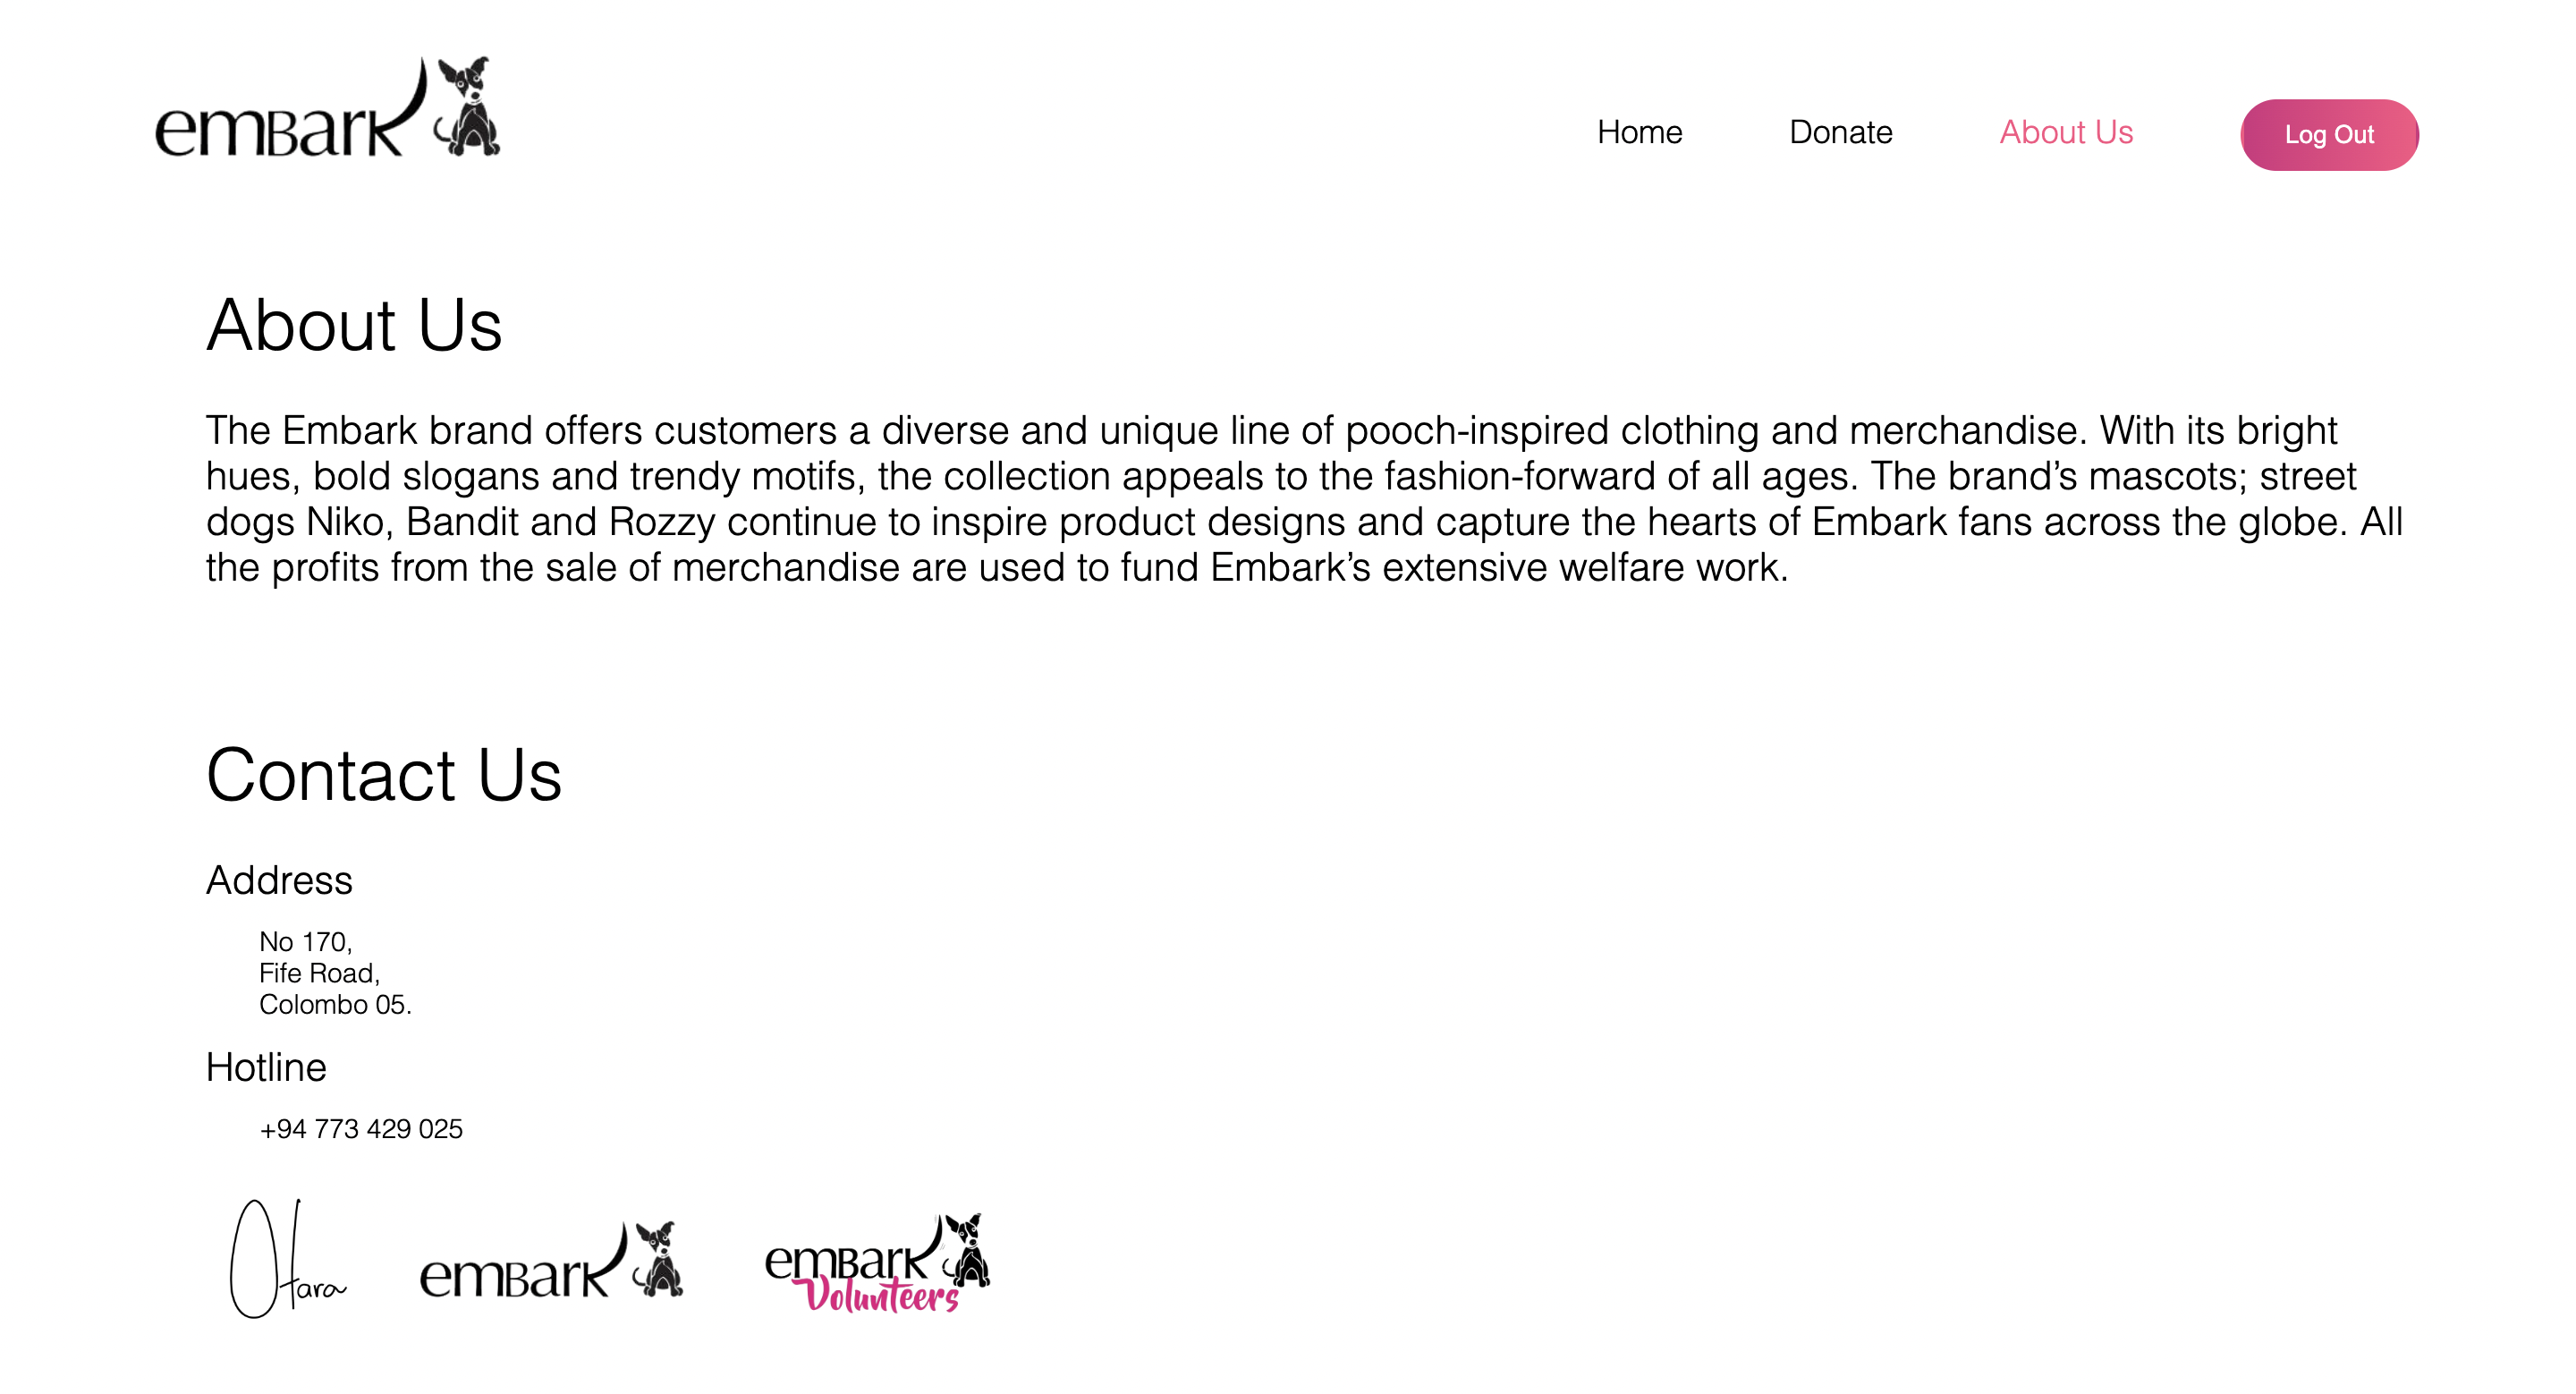 emBark
Home
Donate
About Us
Log Out
About Us
The Embark brand offers customers a diverse and unique line of pooch-inspired clothing and merchandise. With its bright
hues, bold slogans and trendy motifs, the collection appeals to the fashion-forward of all ages. The brand’s mascots; street
dogs Niko, Bandit and Rozzy continue to inspire product designs and capture the hearts of Embark fans across the globe. All
the profits from the sale of merchandise are used to fund Embark’s extensive welfare work.
Contact Us
Address
No 170,
Fife Road,
Colombo 05.
Hotline
+94 773 429 025
Otara
emBark
emBark
Volunteers